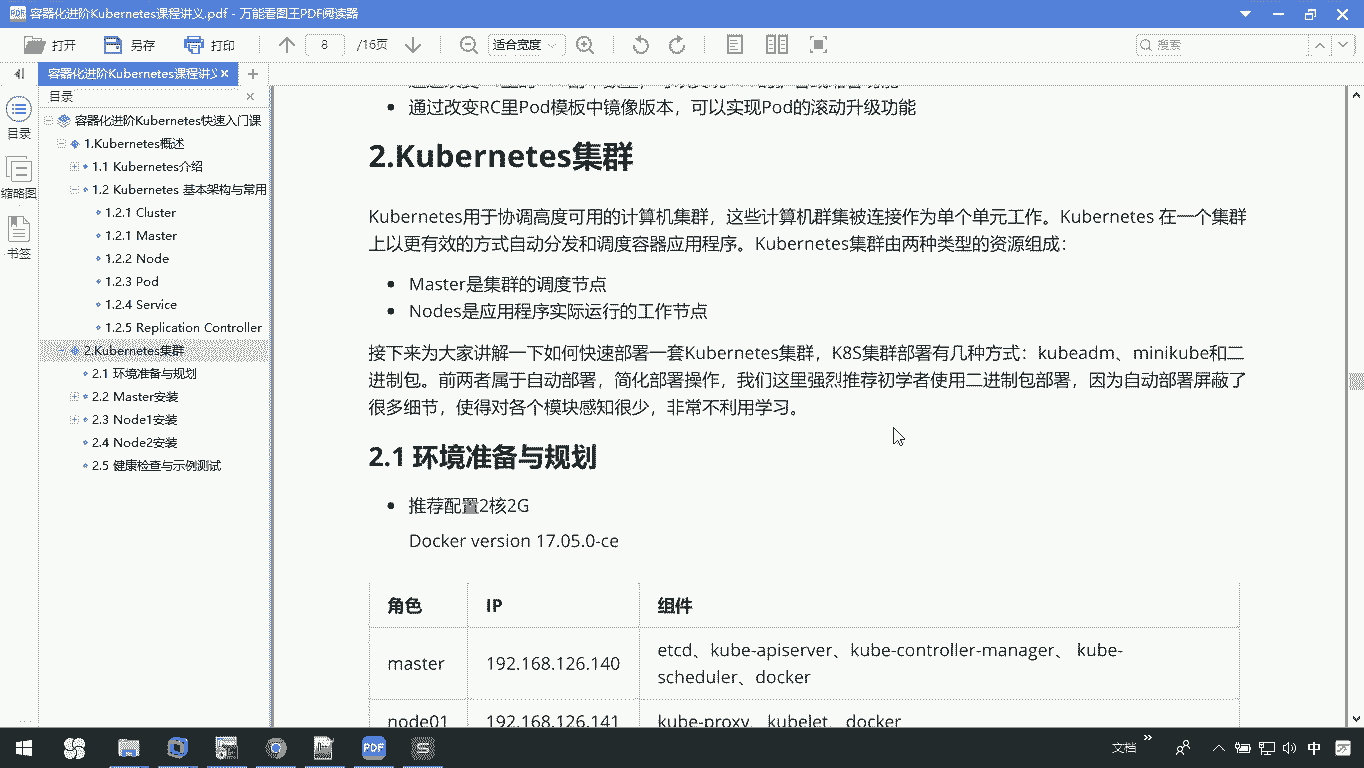 容器化进阶Kubernetes课程讲义.pdf - 万能看图王PDF阅读器
打开
另存
打印
8
/16页
适合宽度
搜索
容器化进阶Kubernetes课程讲义
目录
目录
缩略图
书签
容器化进阶Kubernetes快速入门课
1.Kubernetes概述
1.1 Kubernetes介绍
1.2 Kubernetes 基本架构与常用
1.2.1 Cluster
1.2.1 Master
1.2.2 Node
1.2.3 Pod
1.2.4 Service
1.2.5 Replication Controller
2.Kubernetes集群
2.1 环境准备与规划
2.2 Master安装
2.3 Node1安装
2.4 Node2安装
2.5 健康检查与示例测试
通过改变RC里Pod模板中镜像版本，可以实现Pod的滚动升级功能
2.Kubernetes集群
Kubernetes用于协调高度可用的计算机集群，这些计算机群集被连接作为单个单元工作。Kubernetes 在一个集群
上以更有效的方式自动分发和调度容器应用程序。Kubernetes集群由两种类型的资源组成：
Master是集群的调度节点
Nodes是应用程序实际运行的工作节点
接下来为大家讲解一下如何快速部署一套Kubernetes集群，K8S集群部署有几种方式：kubeadm、minikube和二
进制包。前两者属于自动部署，简化部署操作，我们这里强烈推荐初学者使用二进制包部署，因为自动部署屏蔽了
很多细节，使得对各个模块感知很少，非常不利用学习。
2.1 环境准备与规划
推荐配置2核2G
Docker version 17.05.0-ce
角色 IP 组件
master 192.168.126.140 etcd、kube-apiserver、kube-controller-manager、 kube-
scheduler、docker
node01 192.168.126.141 kube-proxy、kubelet、docker
PDF
文档
中